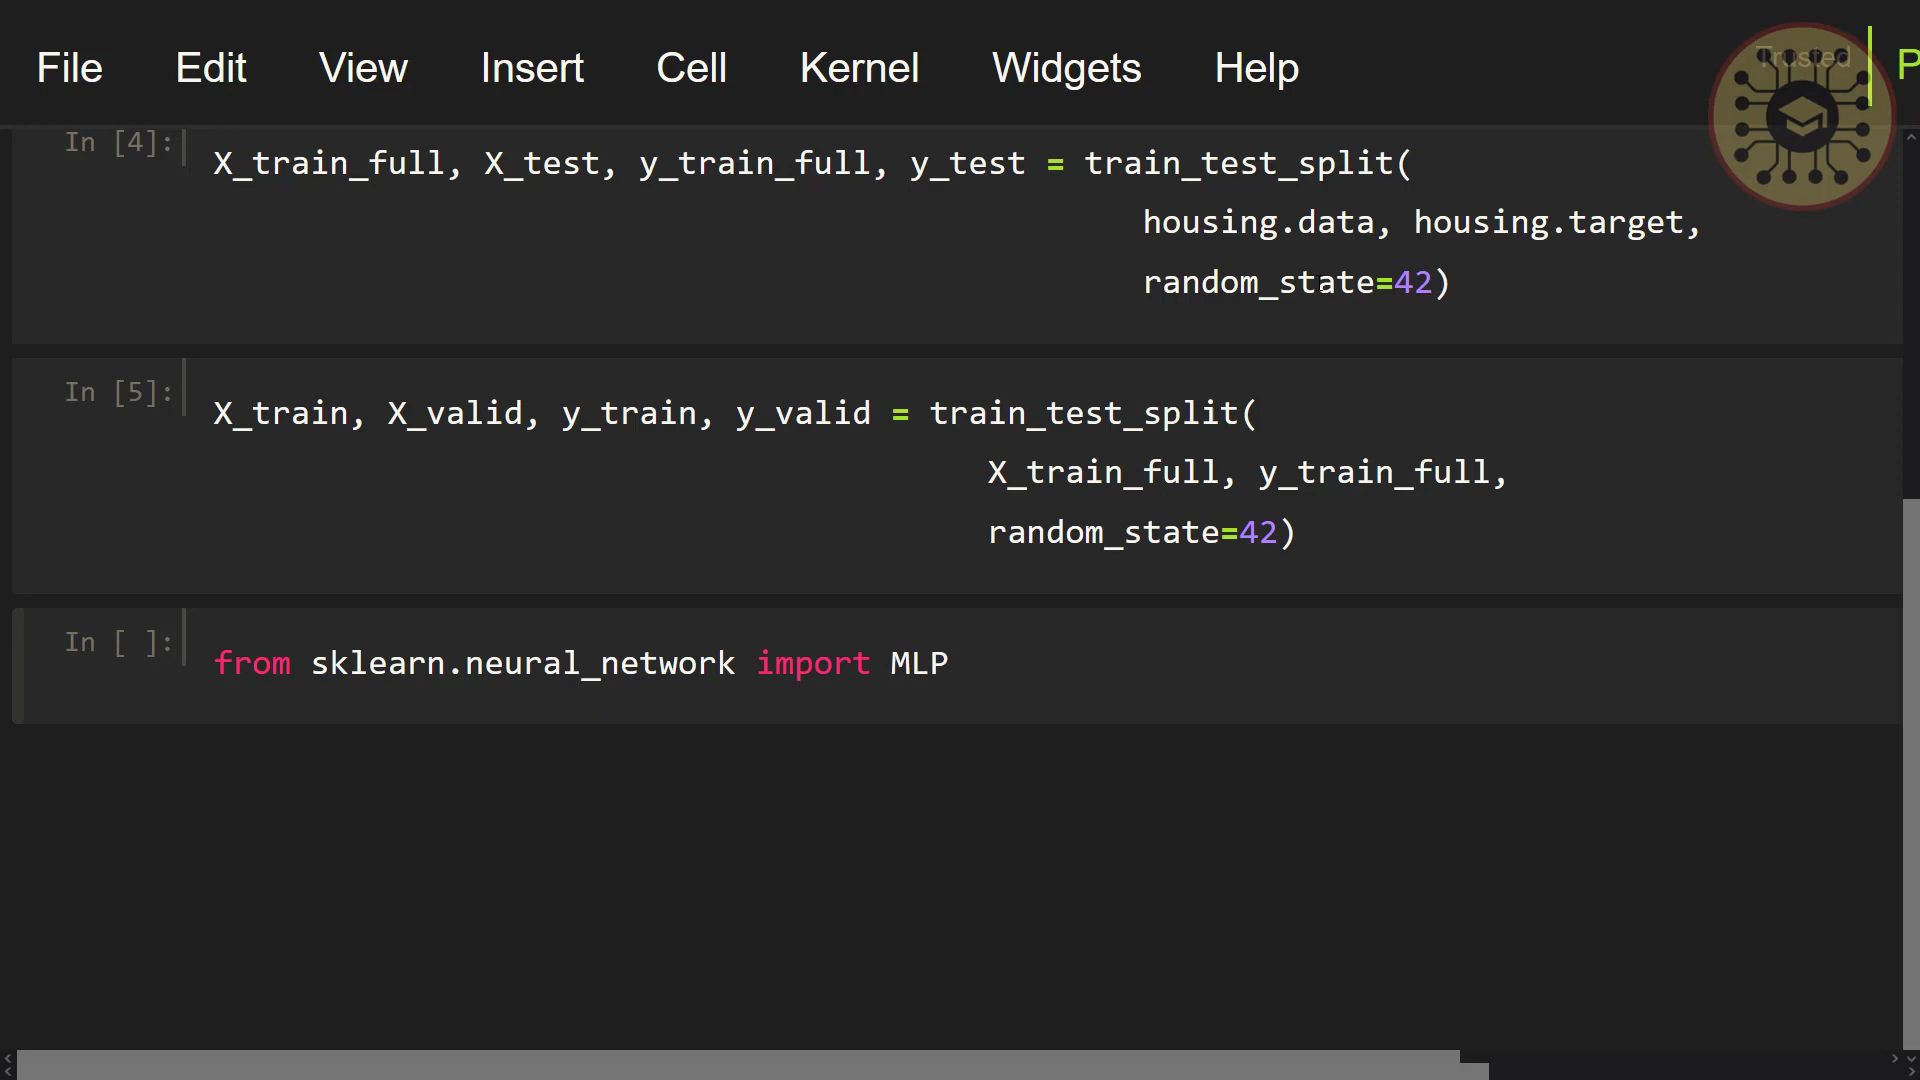 File Edit View Insert Cell Kernel Widgets Help Trusted P
In [4]: X_train_full, X_test, y_train_full, y_test = train_test_split(
housing.data, housing.target,
random_state=42)
In [5]: X_train, X_valid, y_train, y_valid = train_test_split(
X_train_full, y_train_full,
random_state=42)
In [ ]: from sklearn.neural_network import MLP